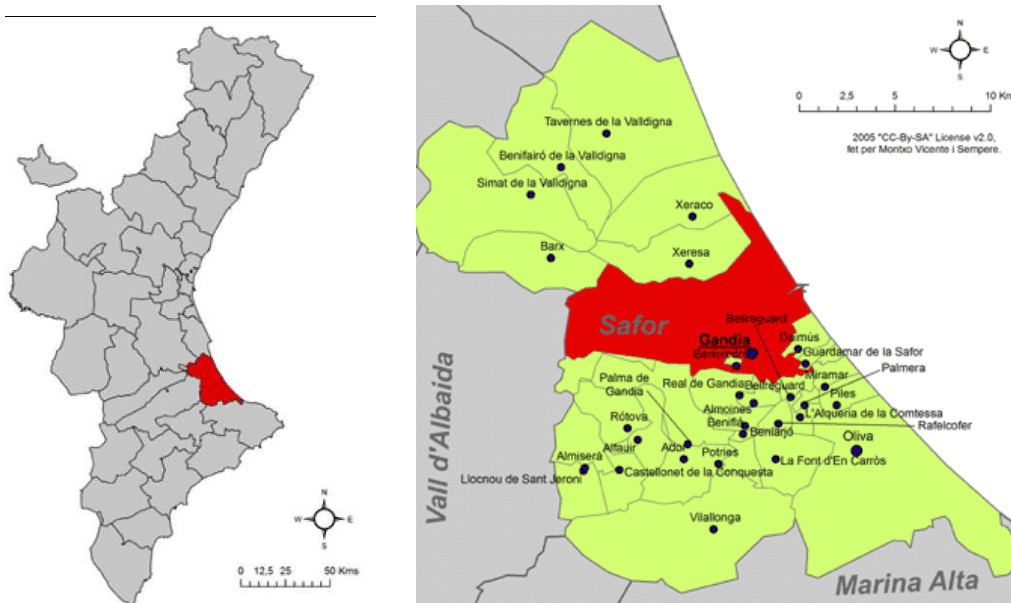 N
W E
S
0 12,5 25 50 Kms
N
W E
S
0 2,5 5 10 Km
2005 "CC-By-SA" License v2.0,
fet per Montxo Vicente i Sempere.
Tavernes de la Valldigna
Benifairó de la Valldigna
Simat de la Valldigna
Xeraco
Barx
Xeresa
Safor
Bellreguard
Gandia
Daimús
Guardamar de la Safor
Miramar
Palmera
Palma de
Gandia
Real de Gandia
Bellreguard
Piles
Almoines
L'Alqueria de la Comtessa
Rótova
Benifla
Rafelcofer
Beniarjó
Oliva
Alfauir
Ador
Potries
La Font d'En Carròs
Almiserà
Castellonet de la Conquesta
Llocnou de Sant Jeroni
Vilallonga
Vall d'Albaida
Marina Alta